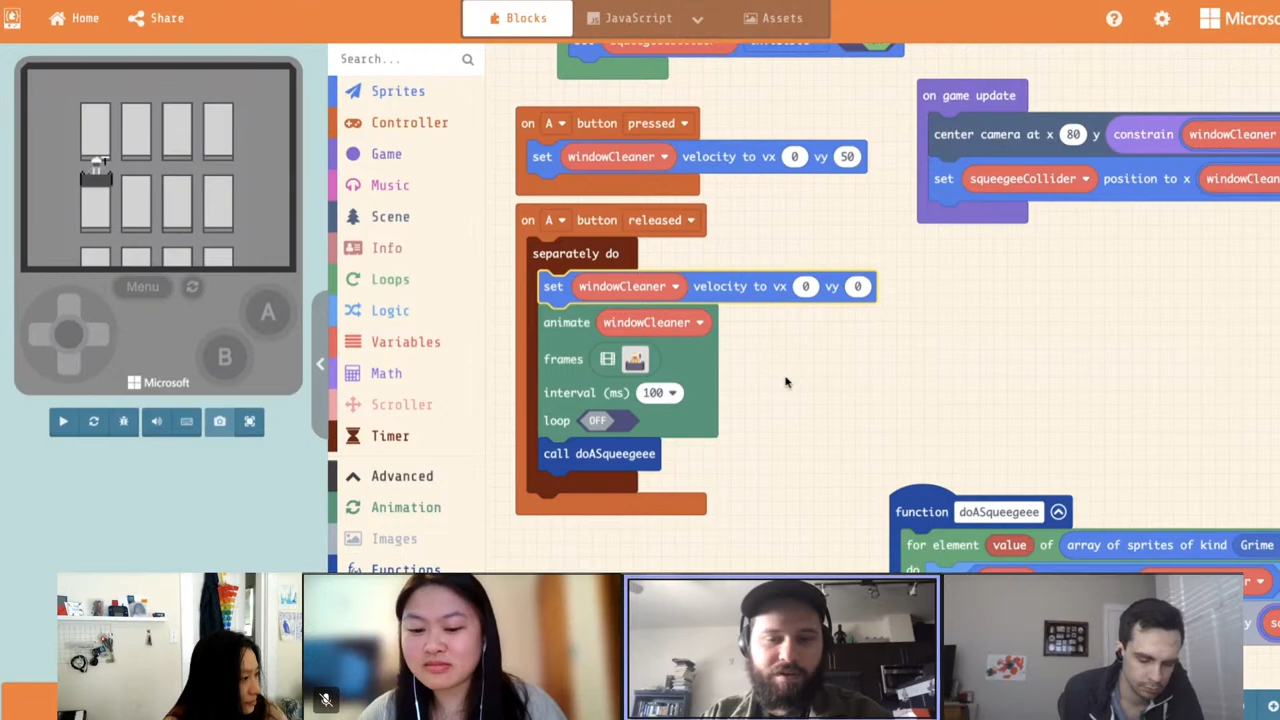 Home
Share
Blocks
JavaScript
Assets
Search...
Sprites
Controller
Game
Music
Scene
Info
Loops
Logic
Variables
Math
Scroller
Timer
Advanced
Animation
Images
Functions
Menu
A
B
Microsoft
on A button pressed
set windowCleaner velocity to vx 0 vy 50
on A button released
separately do
set windowCleaner velocity to vx 0 vy 0
animate windowCleaner
frames
interval (ms) 100
loop OFF
call doASqueegeee
on game update
center camera at x 80 y constrain windowCleaner
set squeegeeCollider position to x
function doASqueegeee
for element value of array of sprites of kind Grime
do